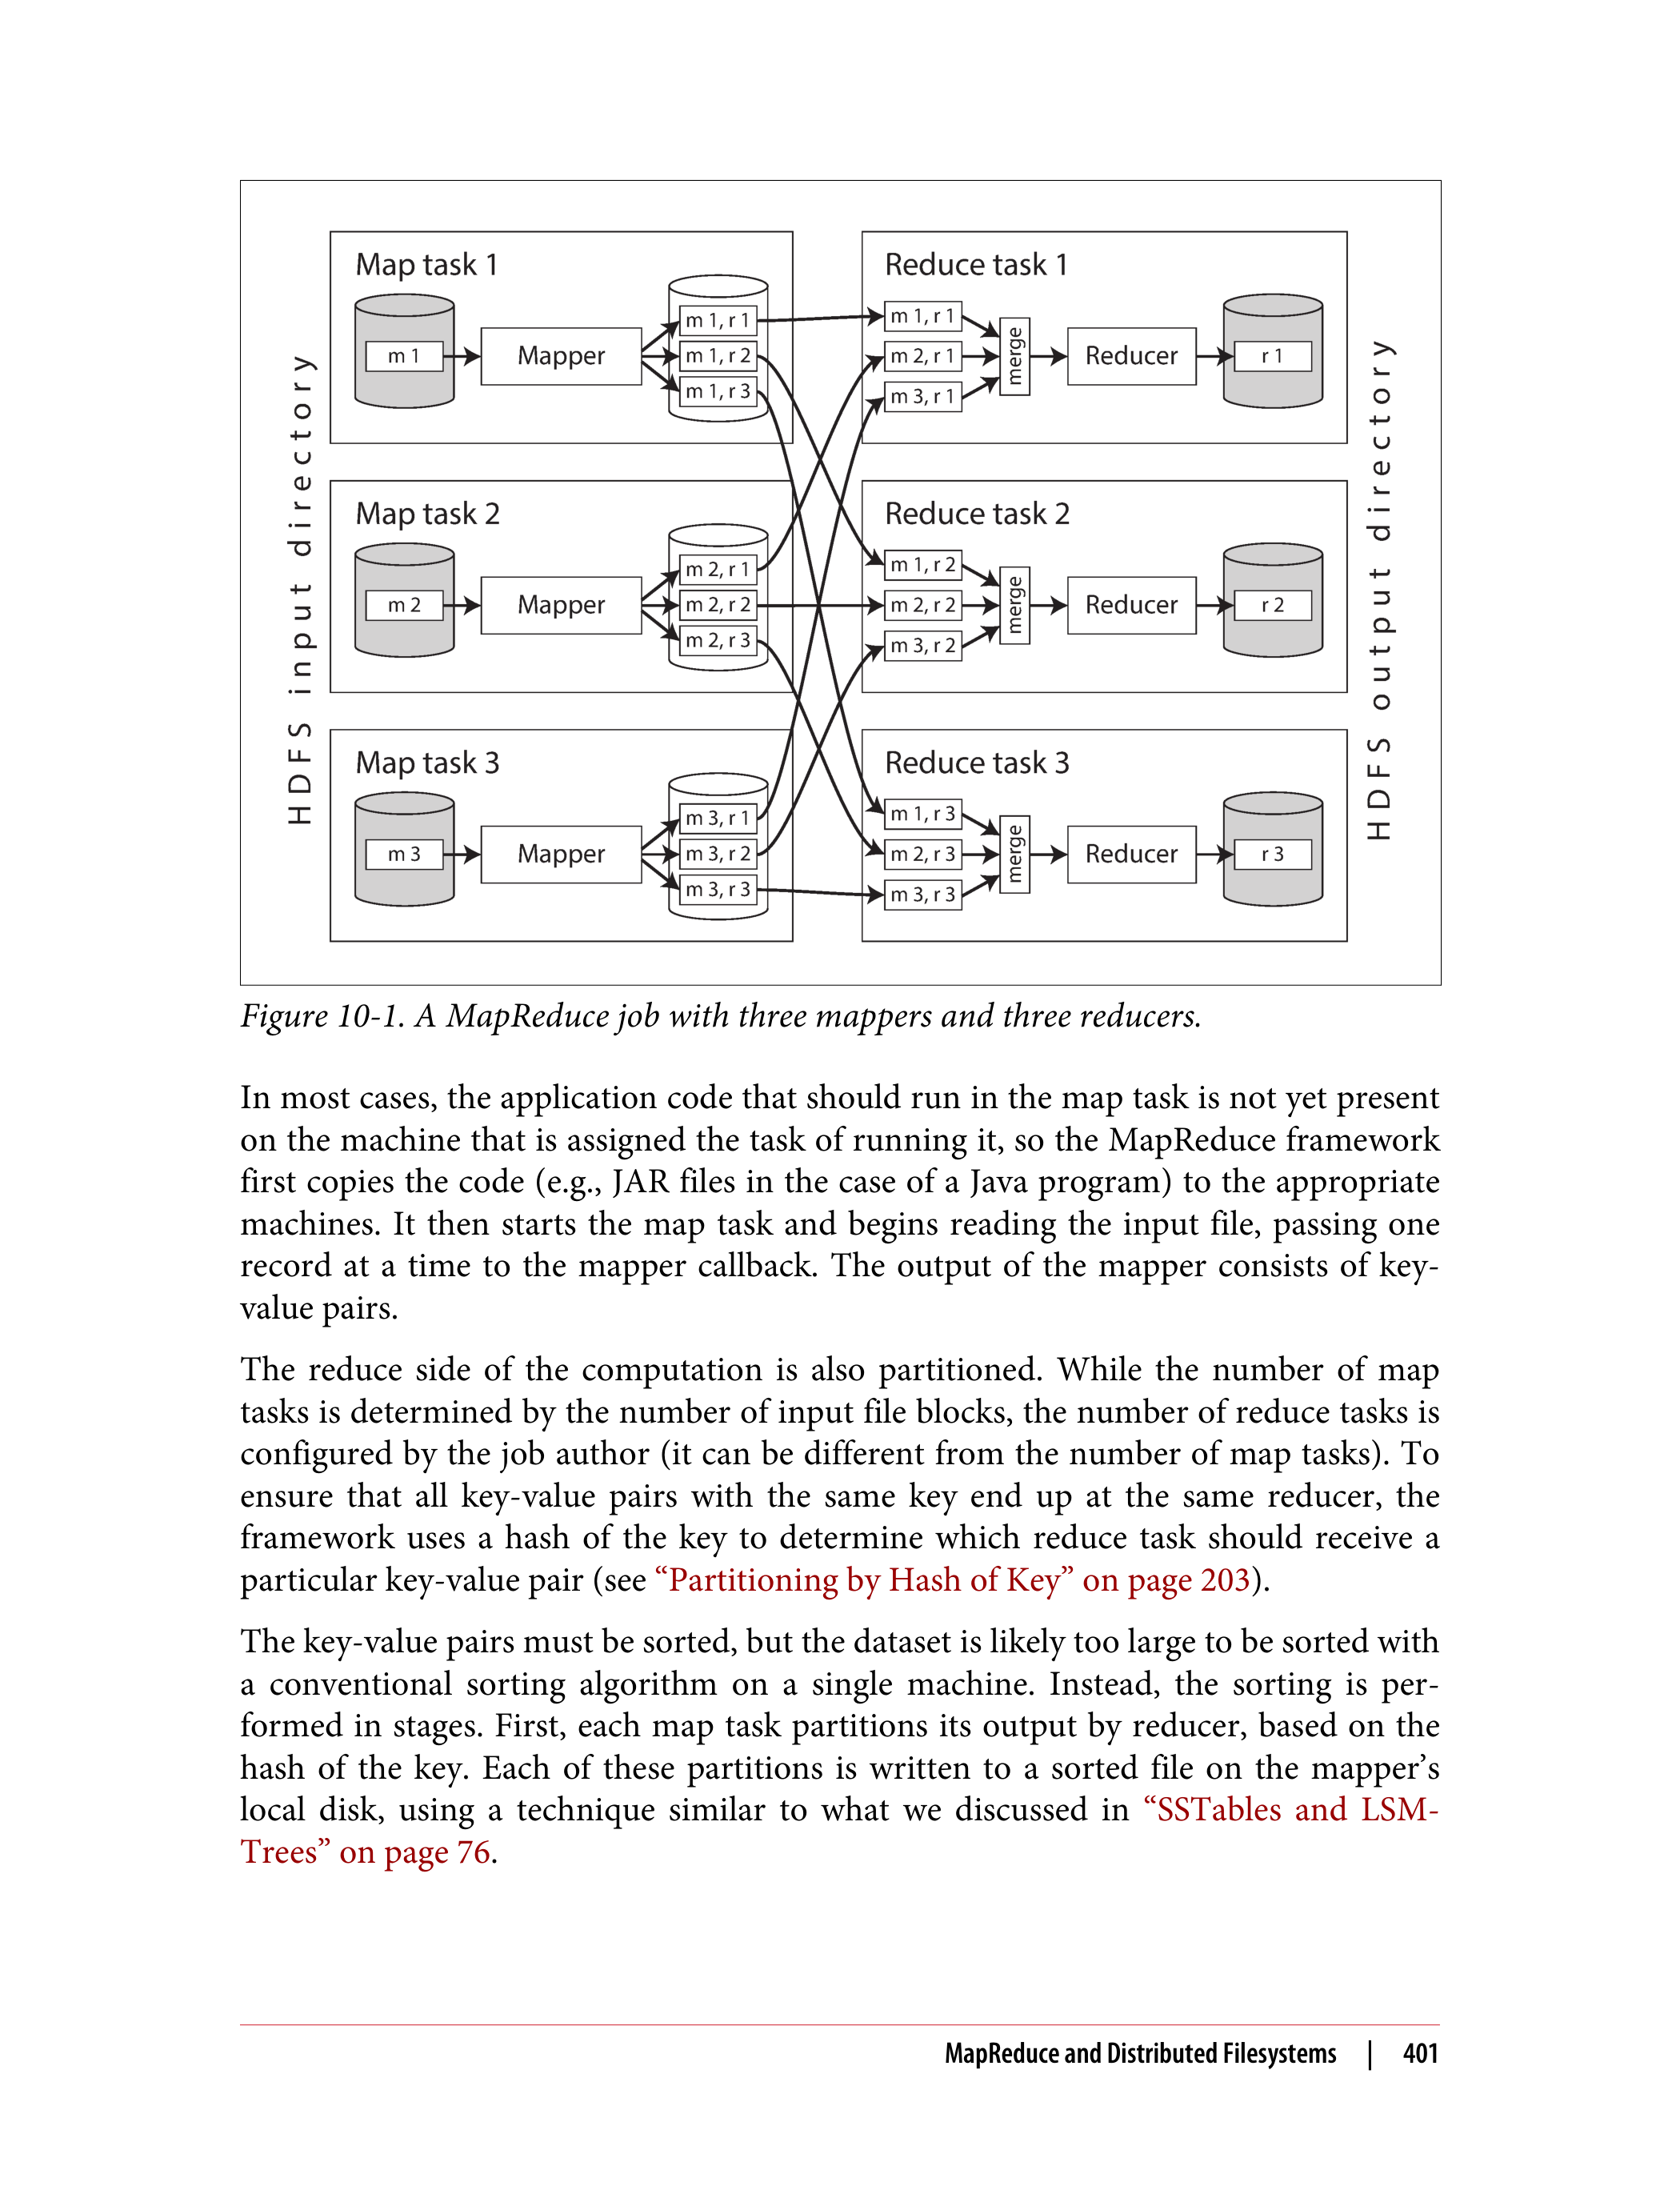 HDFS input directory
Map task 1
m 1
Mapper
m 1, r 1
m 1, r 2
m 1, r 3
Map task 2
m 2
Mapper
m 2, r 1
m 2, r 2
m 2, r 3
Map task 3
m 3
Mapper
m 3, r 1
m 3, r 2
m 3, r 3
Reduce task 1
m 1, r 1
m 2, r 1
m 3, r 1
merge
Reducer
r 1
Reduce task 2
m 1, r 2
m 2, r 2
m 3, r 2
merge
Reducer
r 2
Reduce task 3
m 1, r 3
m 2, r 3
m 3, r 3
merge
Reducer
r 3
HDFS output directory
Figure 10-1. A MapReduce job with three mappers and three reducers.
In most cases, the application code that should run in the map task is not yet present
on the machine that is assigned the task of running it, so the MapReduce framework
first copies the code (e.g., JAR files in the case of a Java program) to the appropriate
machines. It then starts the map task and begins reading the input file, passing one
record at a time to the mapper callback. The output of the mapper consists of key-
value pairs.
The reduce side of the computation is also partitioned. While the number of map
tasks is determined by the number of input file blocks, the number of reduce tasks is
configured by the job author (it can be different from the number of map tasks). To
ensure that all key-value pairs with the same key end up at the same reducer, the
framework uses a hash of the key to determine which reduce task should receive a
particular key-value pair (see “Partitioning by Hash of Key” on page 203).
The key-value pairs must be sorted, but the dataset is likely too large to be sorted with
a conventional sorting algorithm on a single machine. Instead, the sorting is per-
formed in stages. First, each map task partitions its output by reducer, based on the
hash of the key. Each of these partitions is written to a sorted file on the mapper’s
local disk, using a technique similar to what we discussed in “SSTables and LSM-
Trees” on page 76.
MapReduce and Distributed Filesystems | 401